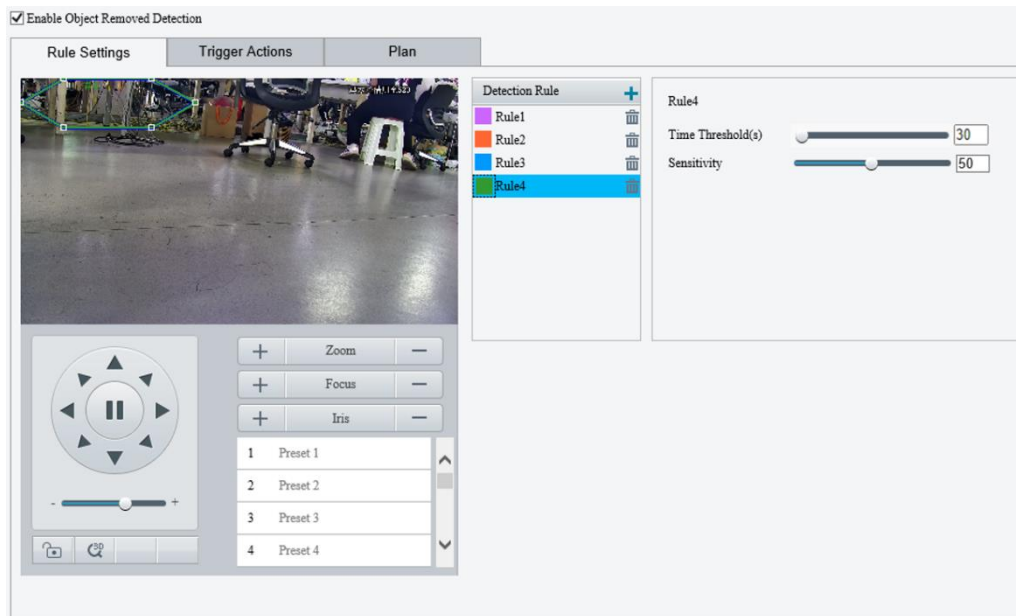 Enable Object Removed Detection
Rule Settings
Trigger Actions
Plan
Detection Rule
Rule1
Rule2
Rule3
Rule4
Rule4
Time Threshold(s)
30
Sensitivity
50
Zoom
Focus
Iris
1 Preset 1
2 Preset 2
3 Preset 3
4 Preset 4
- +
3D